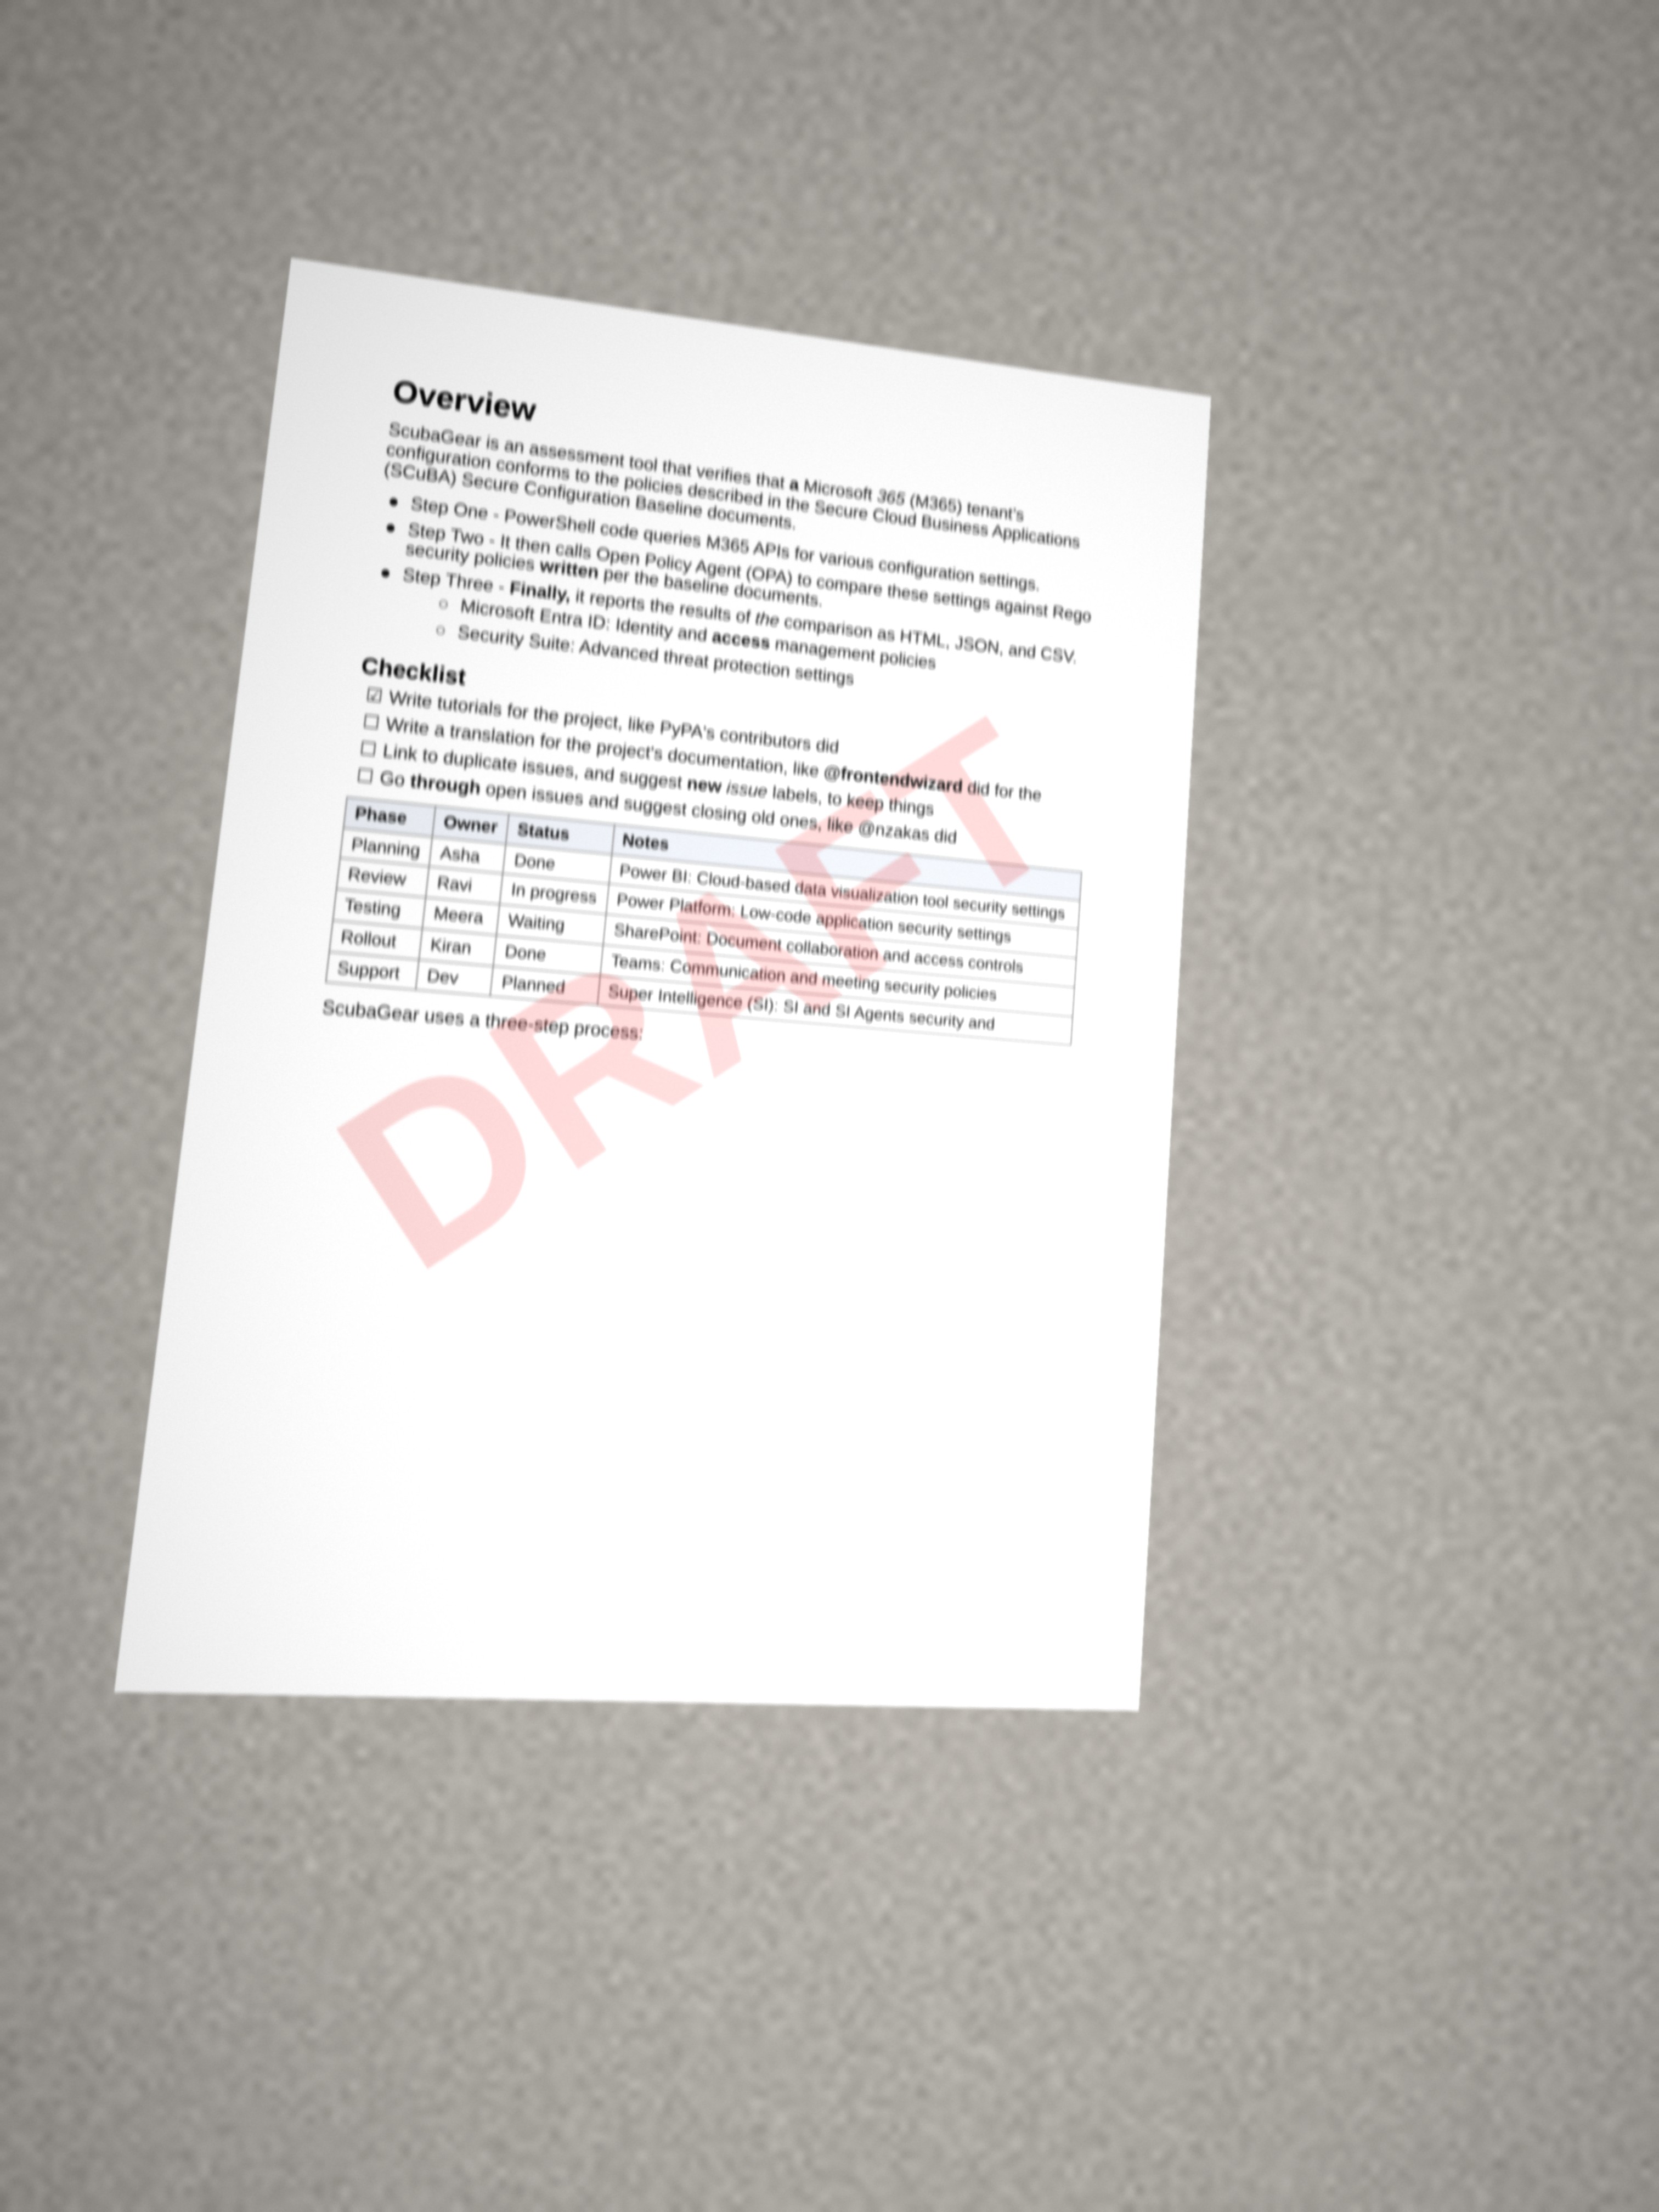 Overview
ScubaGear is an assessment tool that verifies that a Microsoft 365 (M365) tenant's
configuration conforms to the policies described in the Secure Cloud Business Applications
(SCuBA) Secure Configuration Baseline documents.
● Step One - PowerShell code queries M365 APIs for various configuration settings.
● Step Two - It then calls Open Policy Agent (OPA) to compare these settings against Rego
security policies written per the baseline documents.
● Step Three - Finally, it reports the results of the comparison as HTML, JSON, and CSV.
○ Microsoft Entra ID: Identity and access management policies
○ Security Suite: Advanced threat protection settings
Checklist
☑ Write tutorials for the project, like PyPA's contributors did
☐ Write a translation for the project's documentation, like @frontendwizard did for the
☐ Link to duplicate issues, and suggest new issue labels, to keep things
☐ Go through open issues and suggest closing old ones, like @nzakas did
Phase Owner Status Notes
Planning Asha Done Power BI: Cloud-based data visualization tool security settings
Review Ravi In progress Power Platform: Low-code application security settings
Testing Meera Waiting SharePoint: Document collaboration and access controls
Rollout Kiran Done Teams: Communication and meeting security policies
Support Dev Planned Super Intelligence (SI): SI and SI Agents security and
ScubaGear uses a three-step process:
DRAFT